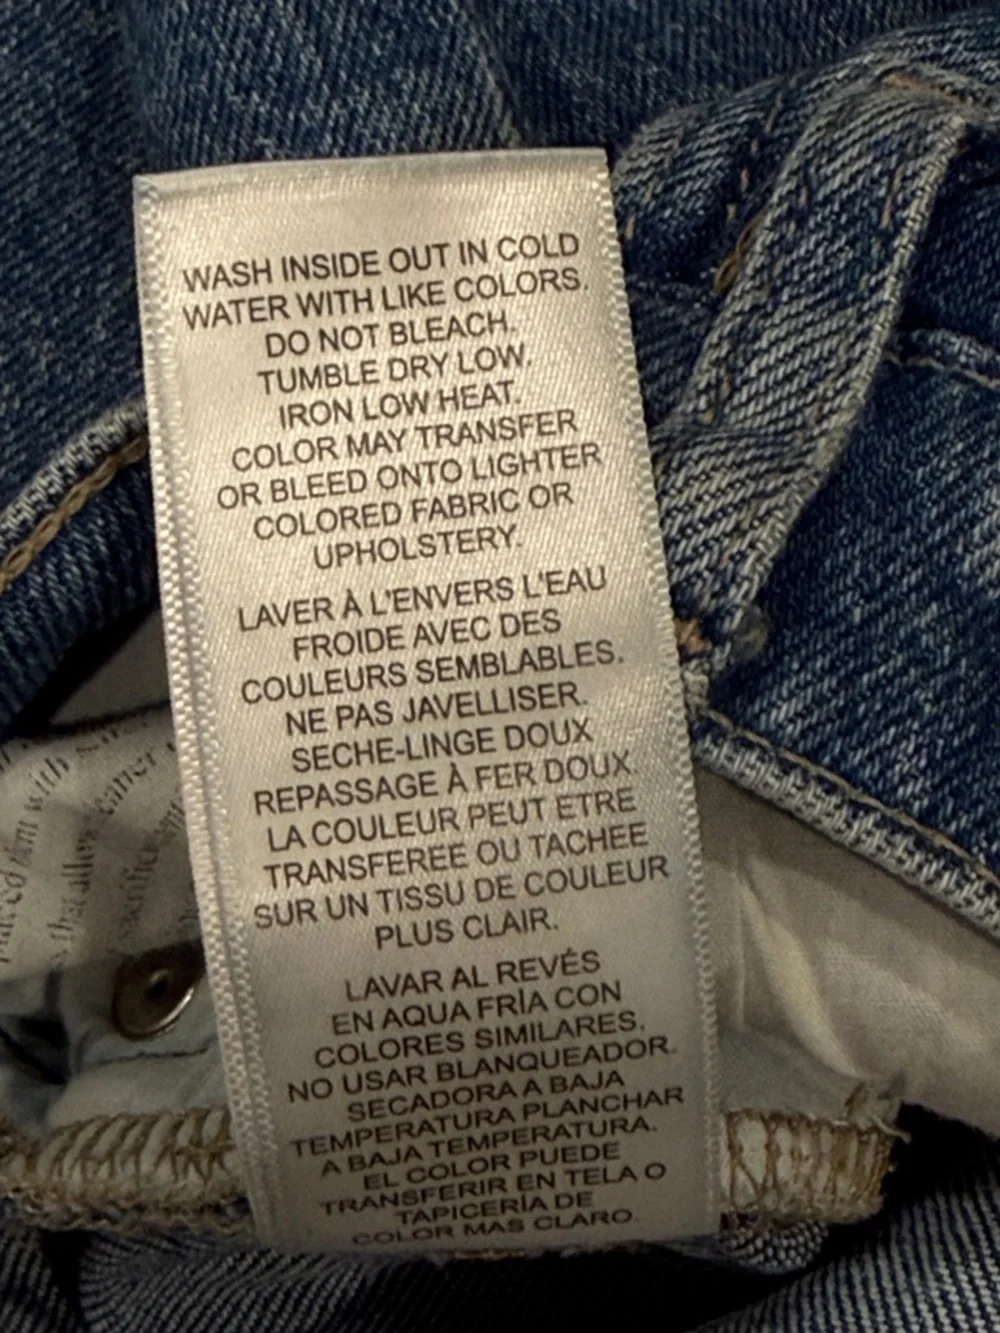 WASH INSIDE OUT IN COLD
WATER WITH LIKE COLORS.
DO NOT BLEACH.
TUMBLE DRY LOW.
IRON LOW HEAT.
COLOR MAY TRANSFER
OR BLEED ONTO LIGHTER
COLORED FABRIC OR
UPHOLSTERY.
LAVER À L'ENVERS L'EAU
FROIDE AVEC DES
COULEURS SEMBLABLES.
NE PAS JAVELLISER.
SECHE-LINGE DOUX
REPASSAGE À FER DOUX
LA COULEUR PEUT ETRE
TRANSFEREE OU TACHEE
SUR UN TISSU DE COULEUR
PLUS CLAIR.
LAVAR AL REVÉS
EN AQUA FRÍA CON
COLORES SIMILARES.
NO USAR BLANQUEADOR.
SECADORA A BAJA
TEMPERATURA PLANCHAR
A BAJA TEMPERATURA.
EL COLOR PUEDE
TRANSFERIR EN TELA O
TAPICERÍA DE
COLOR MAS CLARO.
with
that allow